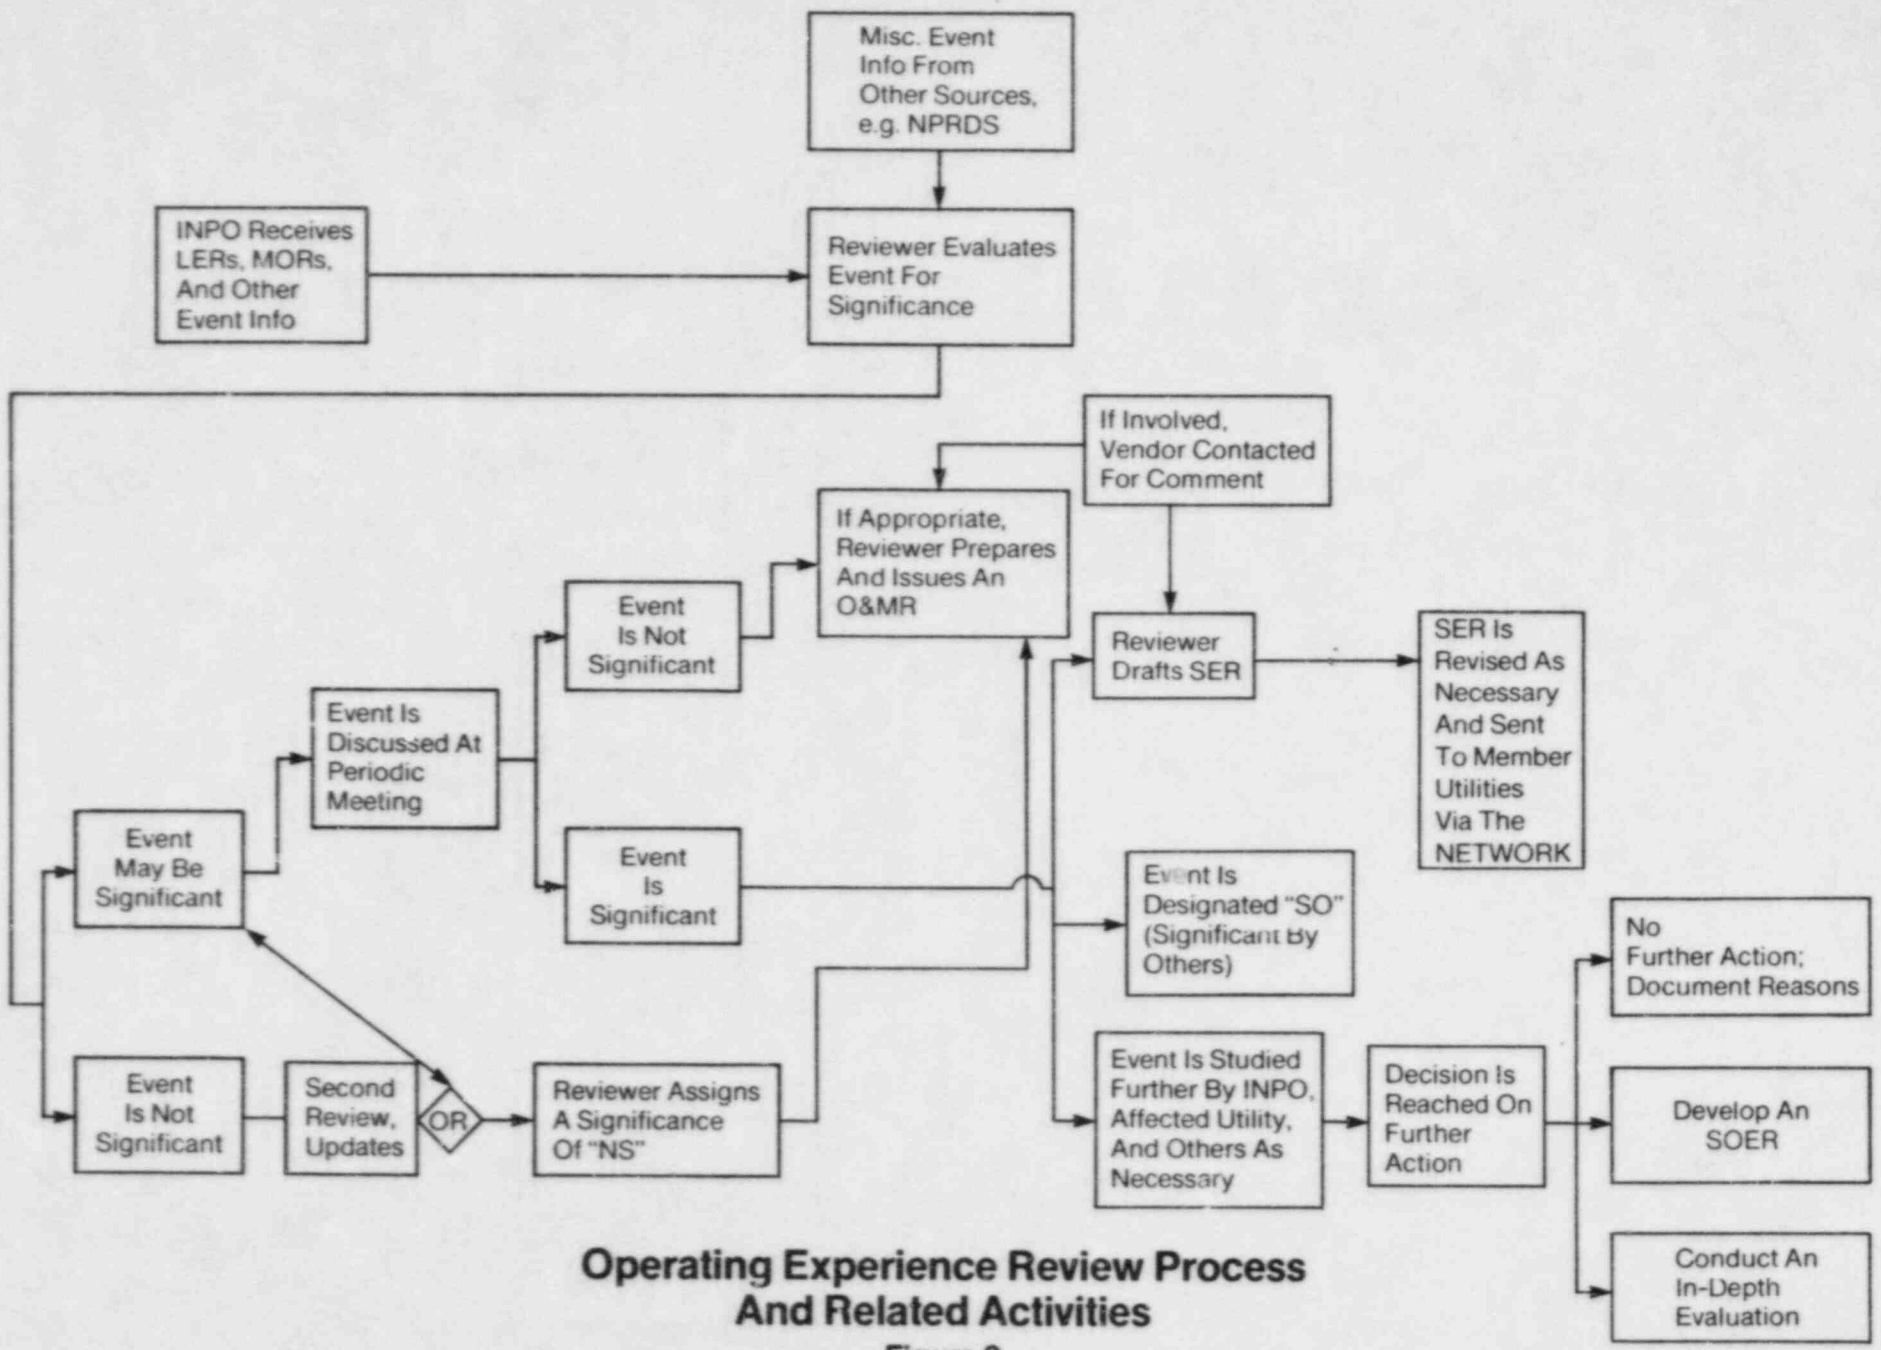 Misc. Event
Info From
Other Sources,
e.g. NPRDS
INPO Receives
LERs, MORs,
And Other
Event Info
Reviewer Evaluates
Event For
Significance
If Involved,
Vendor Contacted
For Comment
If Appropriate,
Reviewer Prepares
And Issues An
O&MR
Event
Is Not
Significant
Reviewer
Drafts SER
SER Is
Revised As
Necessary
And Sent
To Member
Utilities
Via The
NETWORK
Event Is
Discussed At
Periodic
Meeting
Event
May Be
Significant
Event
Is
Significant
Event Is
Designated “SO”
(Significant By
Others)
No
Further Action;
Document Reasons
Event
Is Not
Significant
Second
Review,
Updates
OR
Reviewer Assigns
A Significance
Of “NS”
Event Is Studied
Further By INPO,
Affected Utility,
And Others As
Necessary
Decision Is
Reached On
Further
Action
Develop An
SOER
Conduct An
In-Depth
Evaluation
Operating Experience Review Process
And Related Activities